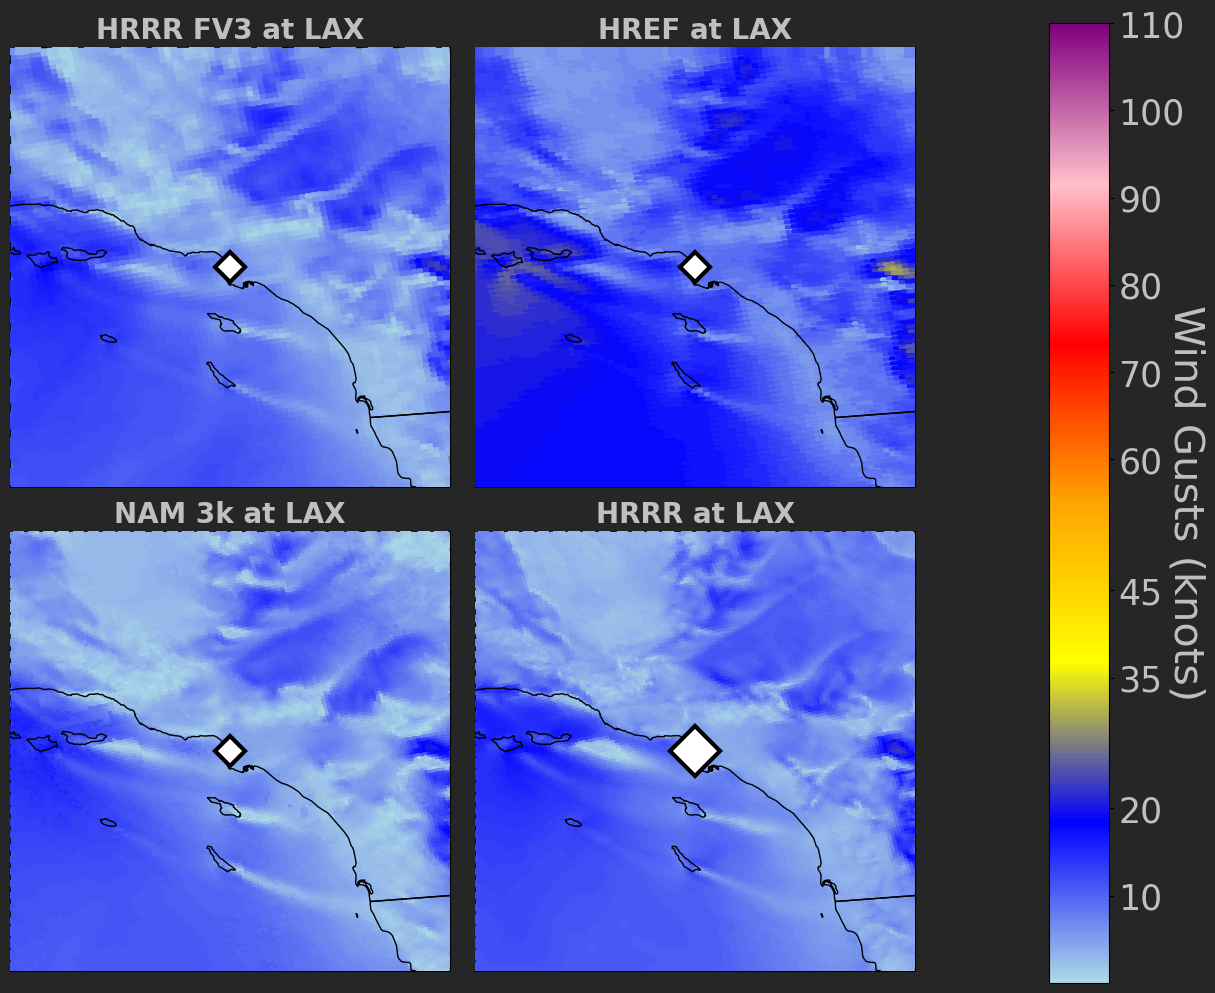 HRRR FV3 at LAX
HREF at LAX
NAM 3k at LAX
HRRR at LAX
110
100
90
80
70
60
45
35
20
10
Wind Gusts (knots)